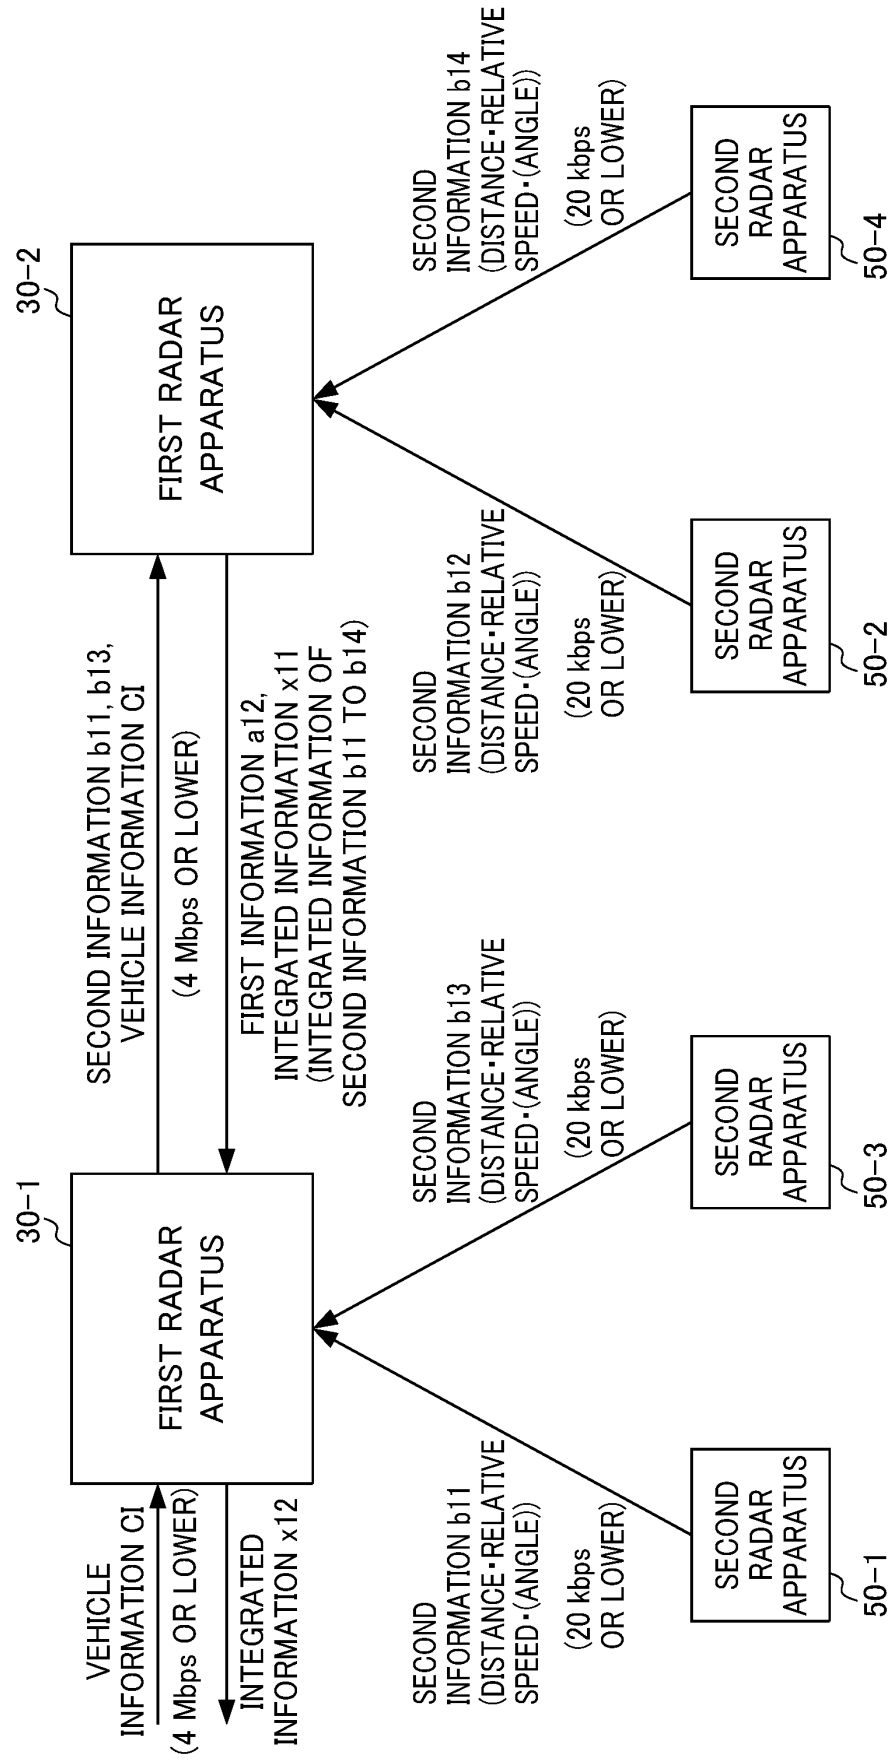 VEHICLE
INFORMATION CI
(4 Mbps OR LOWER)
INTEGRATED
INFORMATION x12
30-1
FIRST RADAR
APPARATUS
SECOND INFORMATION b11, b13,
VEHICLE INFORMATION CI
(4 Mbps OR LOWER)
FIRST INFORMATION a12,
INTEGRATED INFORMATION x11
(INTEGRATED INFORMATION OF
SECOND INFORMATION b11 TO b14)
30-2
FIRST RADAR
APPARATUS
SECOND
INFORMATION b11
(DISTANCE・RELATIVE
SPEED・(ANGLE))
(20 kbps
OR LOWER)
SECOND
INFORMATION b13
(DISTANCE・RELATIVE
SPEED・(ANGLE))
(20 kbps
OR LOWER)
SECOND
INFORMATION b12
(DISTANCE・RELATIVE
SPEED・(ANGLE))
(20 kbps
OR LOWER)
SECOND
INFORMATION b14
(DISTANCE・RELATIVE
SPEED・(ANGLE))
(20 kbps
OR LOWER)
SECOND
RADAR
APPARATUS
50-1
SECOND
RADAR
APPARATUS
50-3
SECOND
RADAR
APPARATUS
50-2
SECOND
RADAR
APPARATUS
50-4